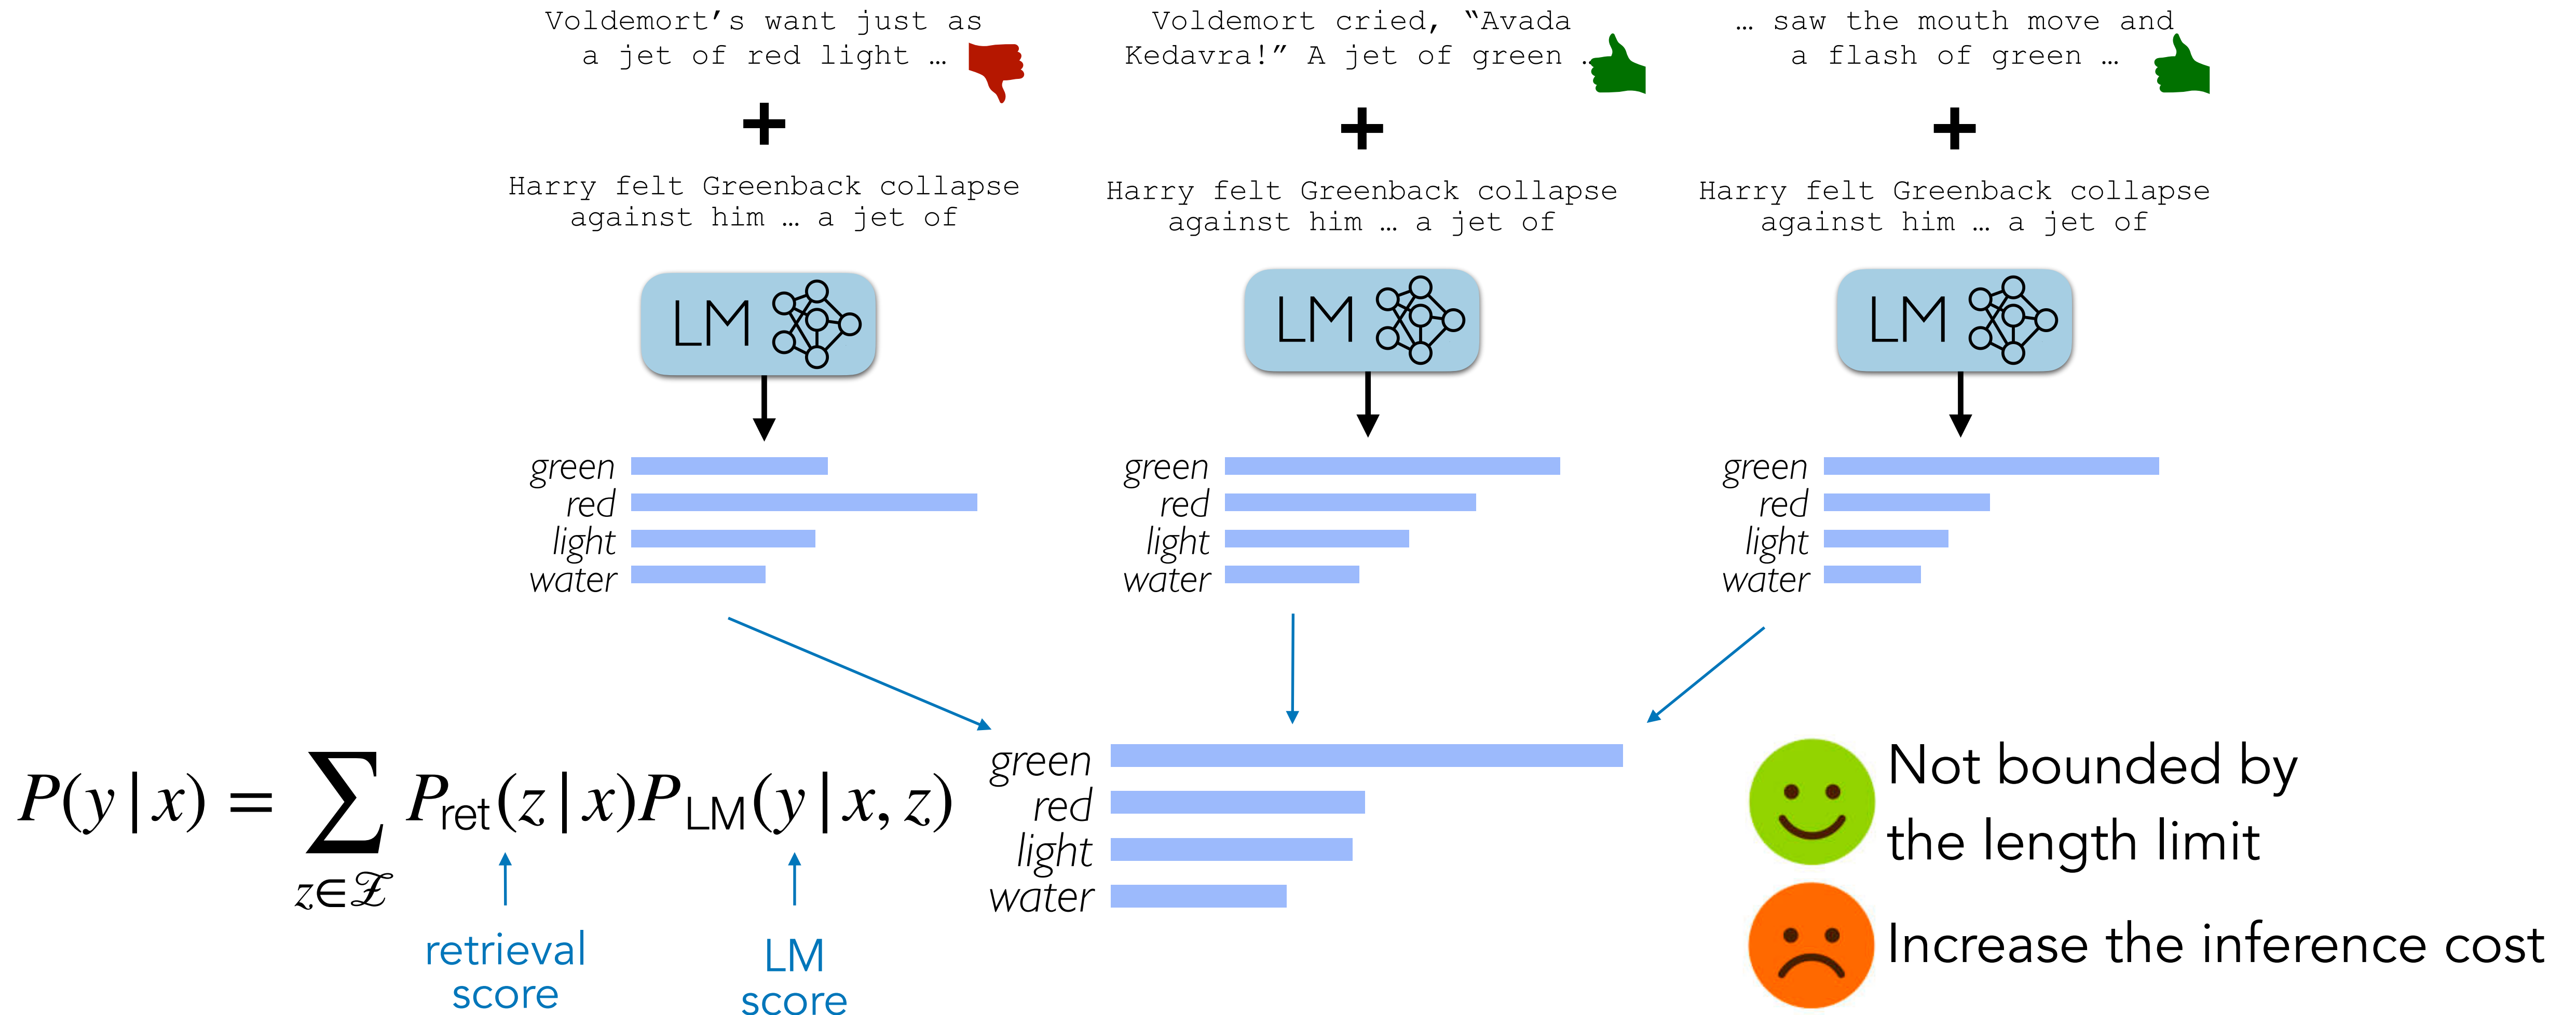 Voldemort’s want just as
a jet of red light …
+
Harry felt Greenback collapse
against him … a jet of
LM
green
red
light
water
Voldemort cried, “Avada
Kedavra!” A jet of green …
+
Harry felt Greenback collapse
against him … a jet of
LM
green
red
light
water
… saw the mouth move and
a flash of green …
+
Harry felt Greenback collapse
against him … a jet of
LM
green
red
light
water
P(y|x) = ∑ P_ret(z|x)P_LM(y|x, z)
z∈𝒵
retrieval
score
LM
score
green
red
light
water
Not bounded by
the length limit
Increase the inference cost